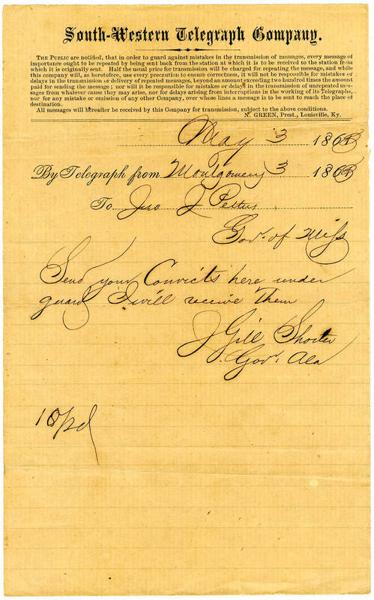 South-Western Telegraph Company.
THE PUBLIC are notified, that in order to guard against mistakes in the transmission of messages, every message of
importance ought to be repeated by being sent back from the station at which it is to be received to the station from
which it is originally sent. Half the usual price for transmission will be charged for repeating the message, and while
this company will, as heretofore, use every precaution to ensure correctness, it will not be responsible for mistakes or
delays in the transmission or delivery of repeated messages, beyond an amount exceeding two hundred times the amount
paid for sending the message; nor will it be responsible for mistakes or delays in the transmission of unrepeated mes-
sages from whatever cause they may arise, nor for delays arising from interruptions in the working of its Telegraphs,
nor for any mistake or omission of any other Company, over whose lines a message is to be sent to reach the place of
destination.
All messages will hereafter be received by this Company for transmission, subject to the above conditions.
N. GREEN, Prest., Louisville, Ky.
May 3 1863
By Telegraph from Montgomery 3 1863
To Jno J Pettus
Gov. of Miss
Send your Convicts here under
guard I will receive them
J Gill Shorter
Gov. Ala
10 pd